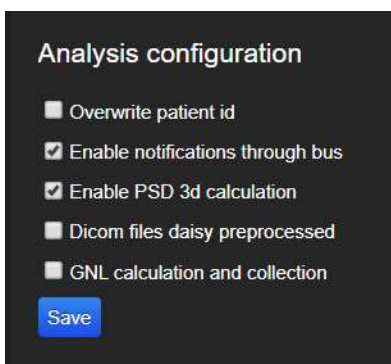 Analysis configuration
Overwrite patient id
Enable notifications through bus
Enable PSD 3d calculation
Dicom files daisy preprocessed
GNL calculation and collection
Save